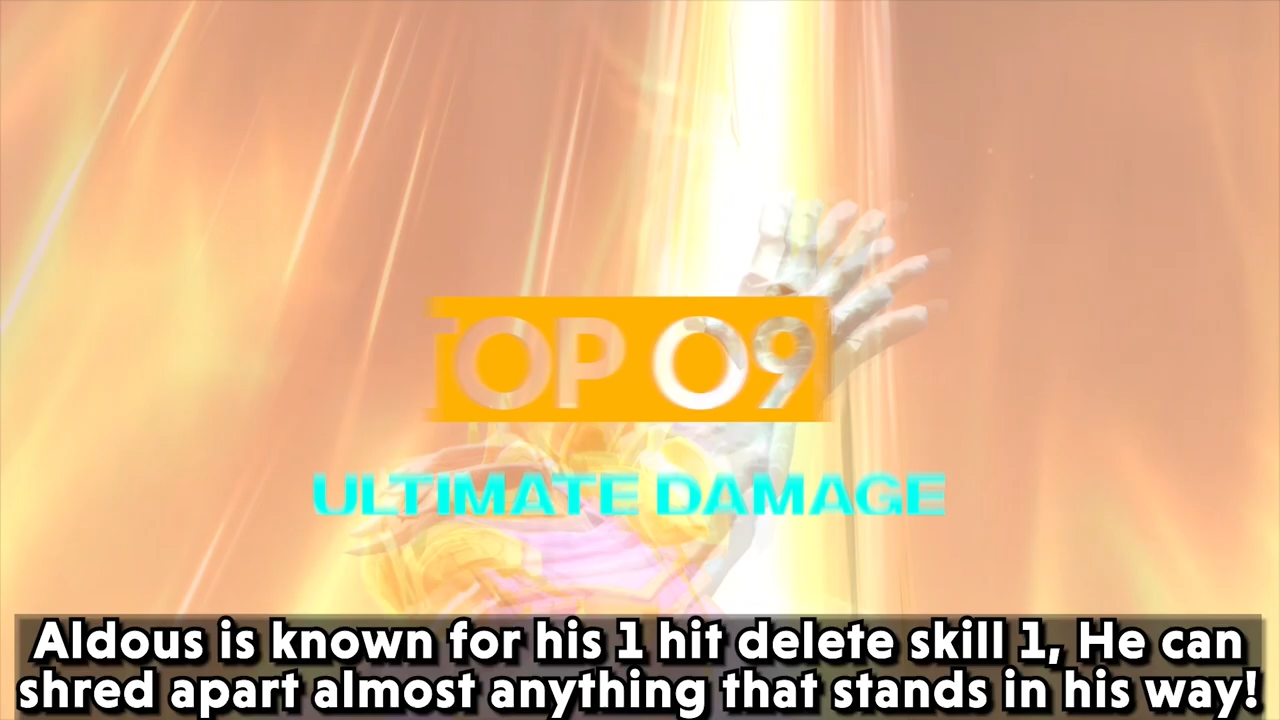 TOP 09
ULTIMATE DAMAGE
Aldous is known for his 1 hit delete skill 1, He can
shred apart almost anything that stands in his way!